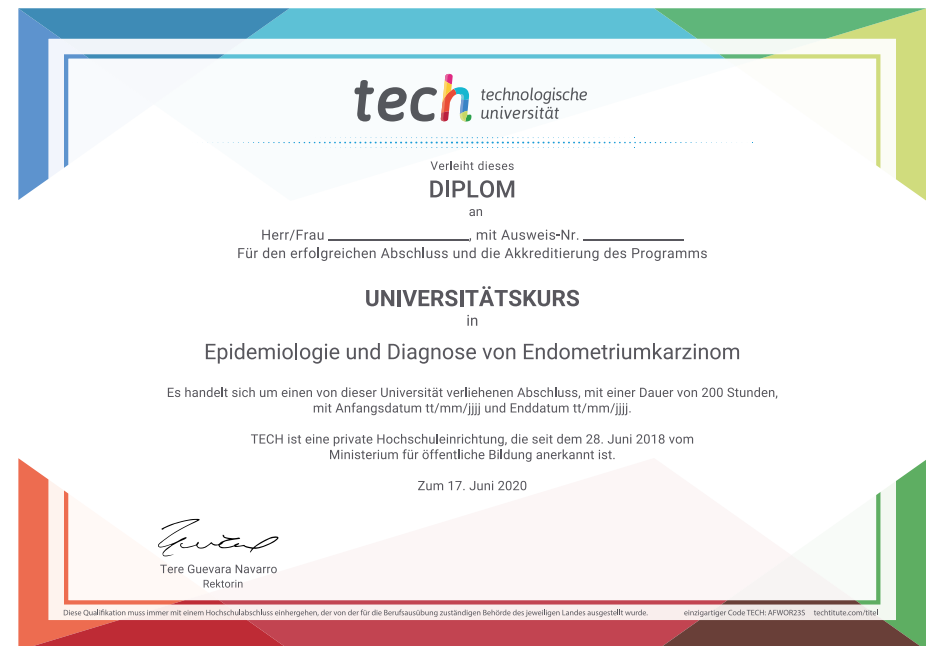 tech technologische
universität
Verleiht dieses
DIPLOM
an
Herr/Frau ____________________, mit Ausweis-Nr. ______________
Für den erfolgreichen Abschluss und die Akkreditierung des Programms
UNIVERSITÄTSKURS
in
Epidemiologie und Diagnose von Endometriumkarzinom
Es handelt sich um einen von dieser Universität verliehenen Abschluss, mit einer Dauer von 200 Stunden,
mit Anfangsdatum tt/mm/jjjj und Enddatum tt/mm/jjjj.
TECH ist eine private Hochschuleinrichtung, die seit dem 28. Juni 2018 vom
Ministerium für öffentliche Bildung anerkannt ist.
Zum 17. Juni 2020
Tere Guevara Navarro
Rektorin
Diese Qualifikation muss immer mit einem Hochschulabschluss einhergehen, der von der für die Berufsausübung zuständigen Behörde des jeweiligen Landes ausgestellt wurde. einzigartiger Code TECH: AFWOR235 techtitute.com/titel